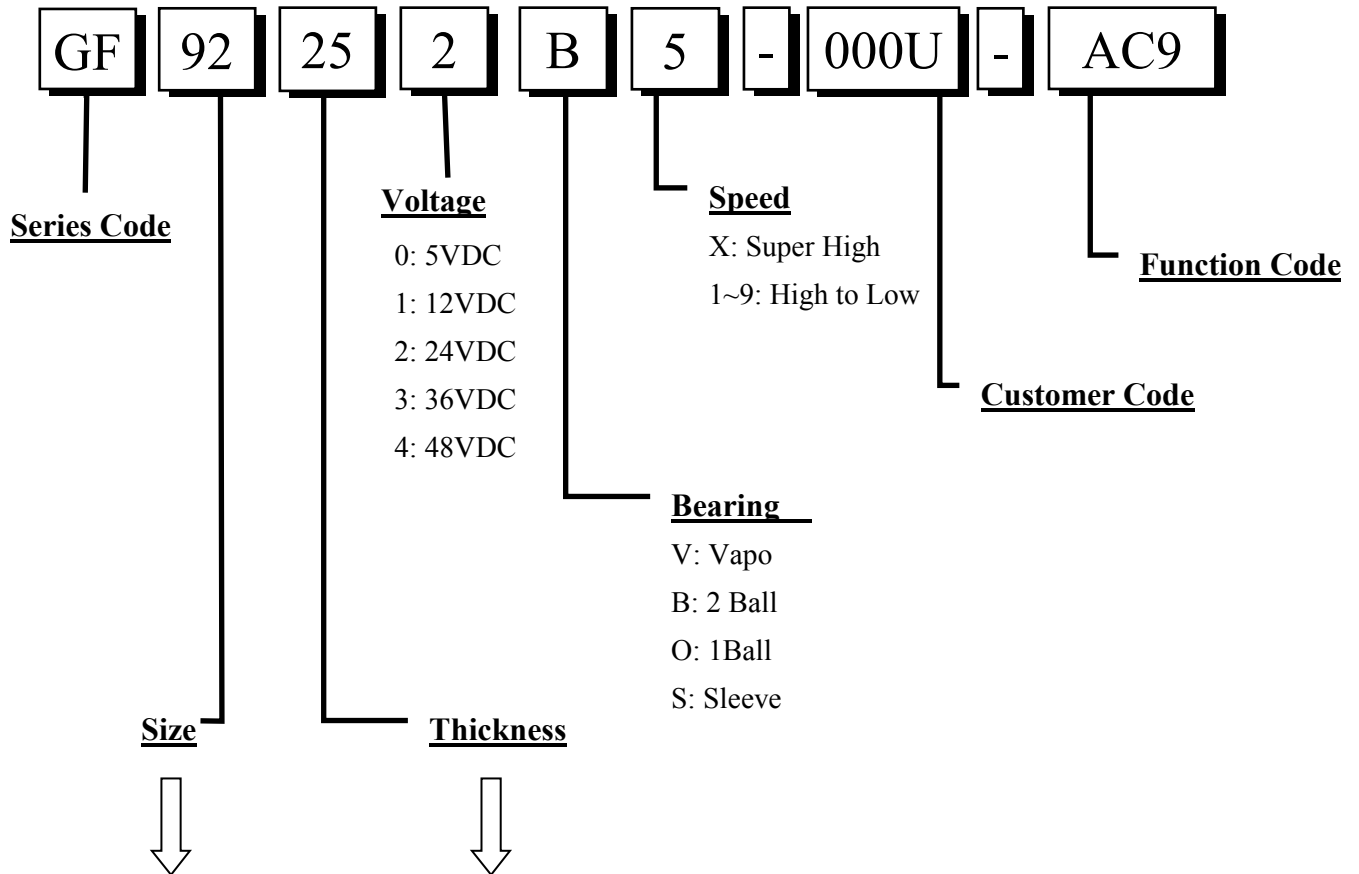 GF 92 25 2 B 5 - 000U - AC9
Series Code
Voltage
0: 5VDC
1: 12VDC
2: 24VDC
3: 36VDC
4: 48VDC
Speed
X: Super High
1~9: High to Low
Function Code
Customer Code
Bearing
V: Vapo
B: 2 Ball
O: 1Ball
S: Sleeve
Size
Thickness